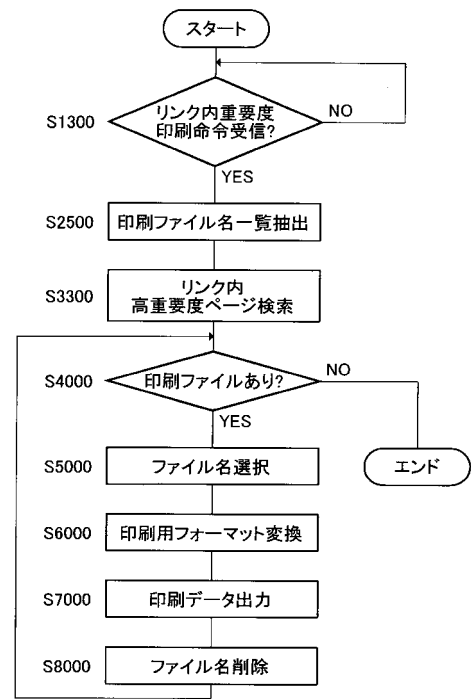 スタート
S1300
リンク内重要度
印刷命令受信?
NO
YES
S2500
印刷ファイル名一覧抽出
S3300
リンク内
高重要度ページ検索
S4000
印刷ファイルあり?
NO
YES
エンド
S5000
ファイル名選択
S6000
印刷用フォーマット変換
S7000
印刷データ出力
S8000
ファイル名削除